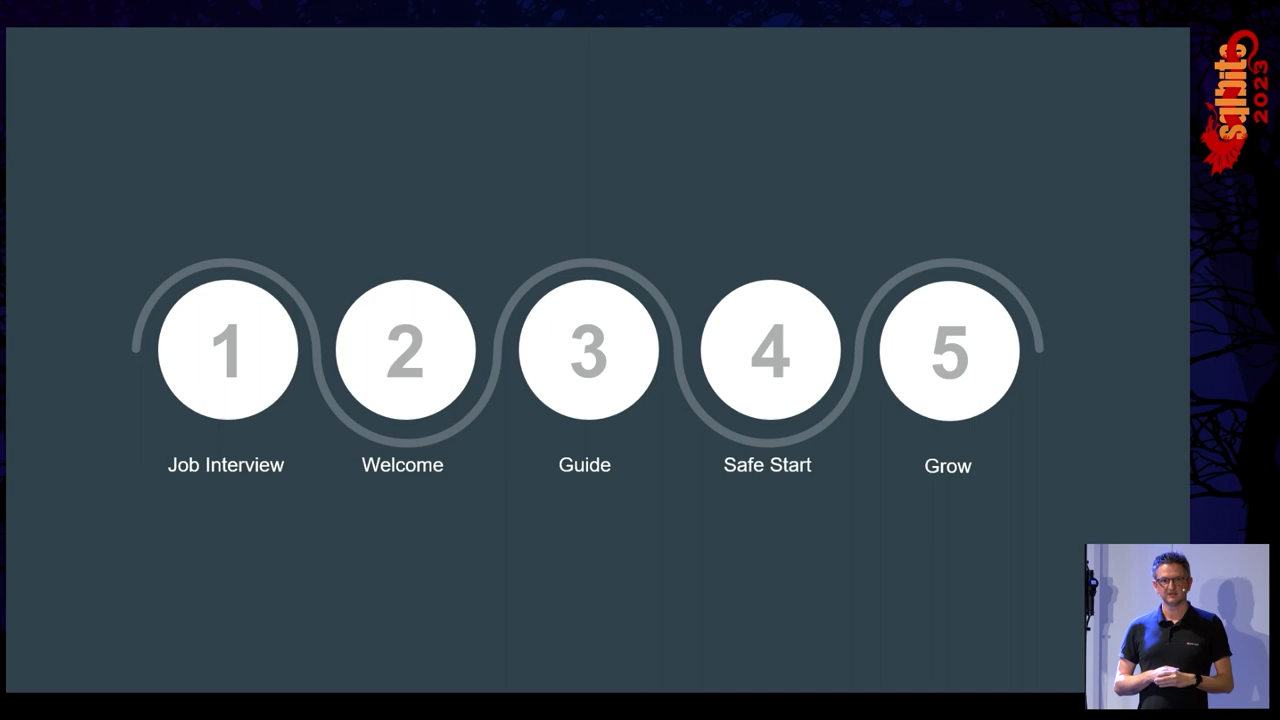 1
2
3
4
5
Job Interview
Welcome
Guide
Safe Start
Grow
sqlbits
2023